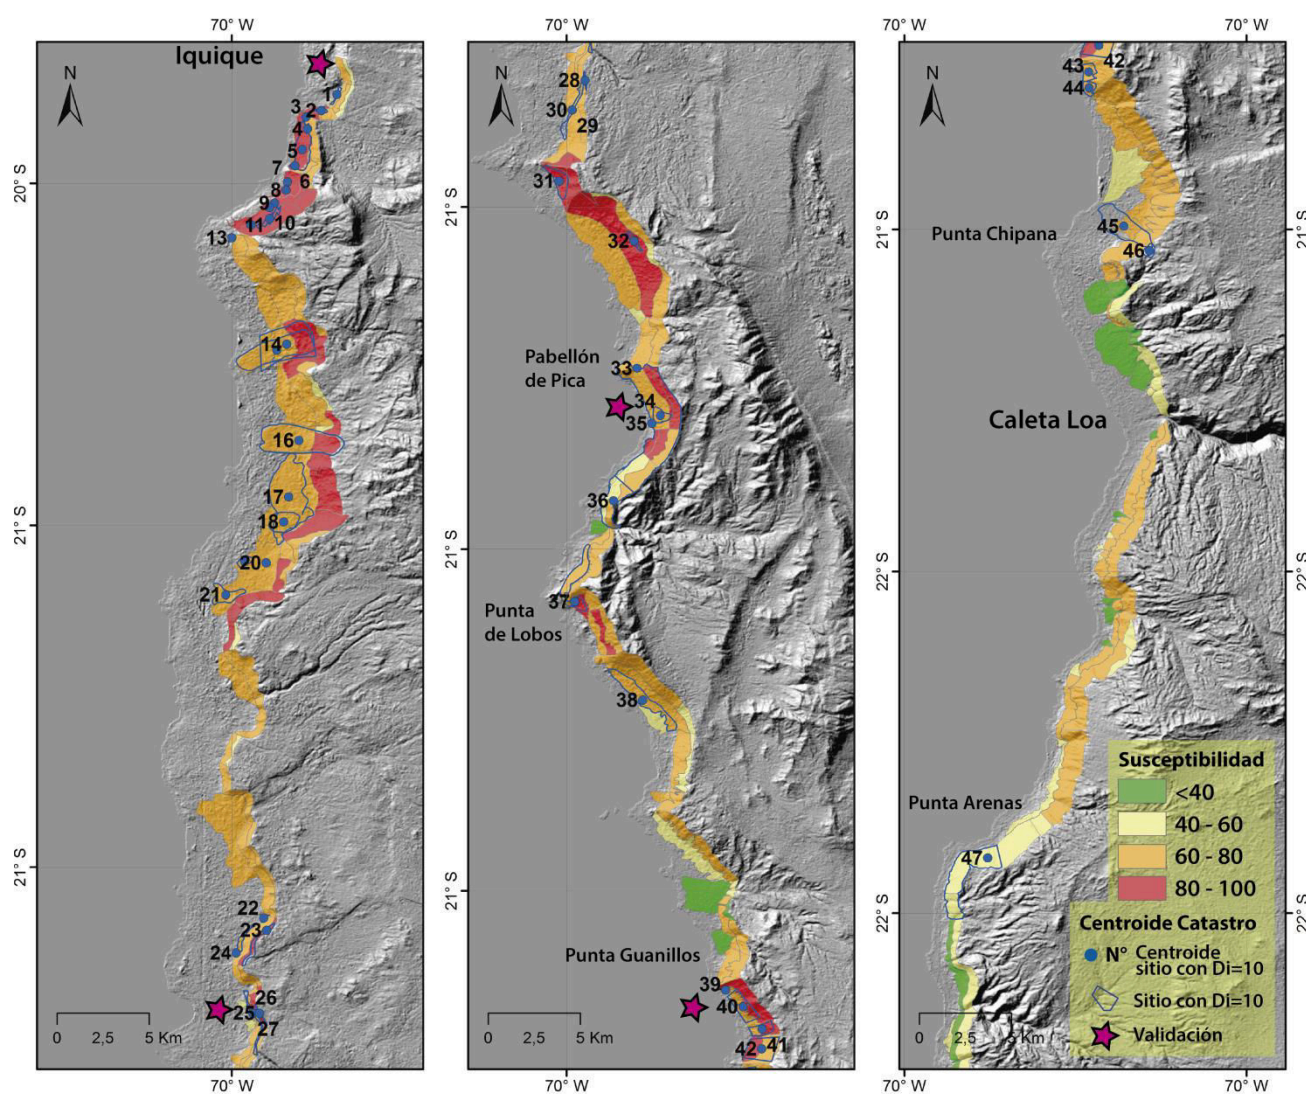 70° W
70° W
70° W
70° W
Iquique
N
1
2
3
4
5
6
7
8
9
10
11
13
14
16
17
18
20
21
22
23
24
25
26
27
20° S
21° S
21° S
0
2,5
5 Km
70° W
N
28
30
29
31
32
Pabellón
de Pica
33
34
35
36
Punta
de Lobos
37
38
Punta Guanillos
39
40
41
42
21° S
21° S
21° S
0
2,5
5 Km
70° W
N
42
43
44
Punta Chipana
45
46
Caleta Loa
Punta Arenas
47
21° S
22° S
22° S
21° S
22° S
22° S
Susceptibilidad
<40
40 - 60
60 - 80
80 - 100
Centroide Catastro
N° Centroide
sitio con Di=10
Sitio con Di=10
Validación
0
2,5
5 Km
70° W
70° W